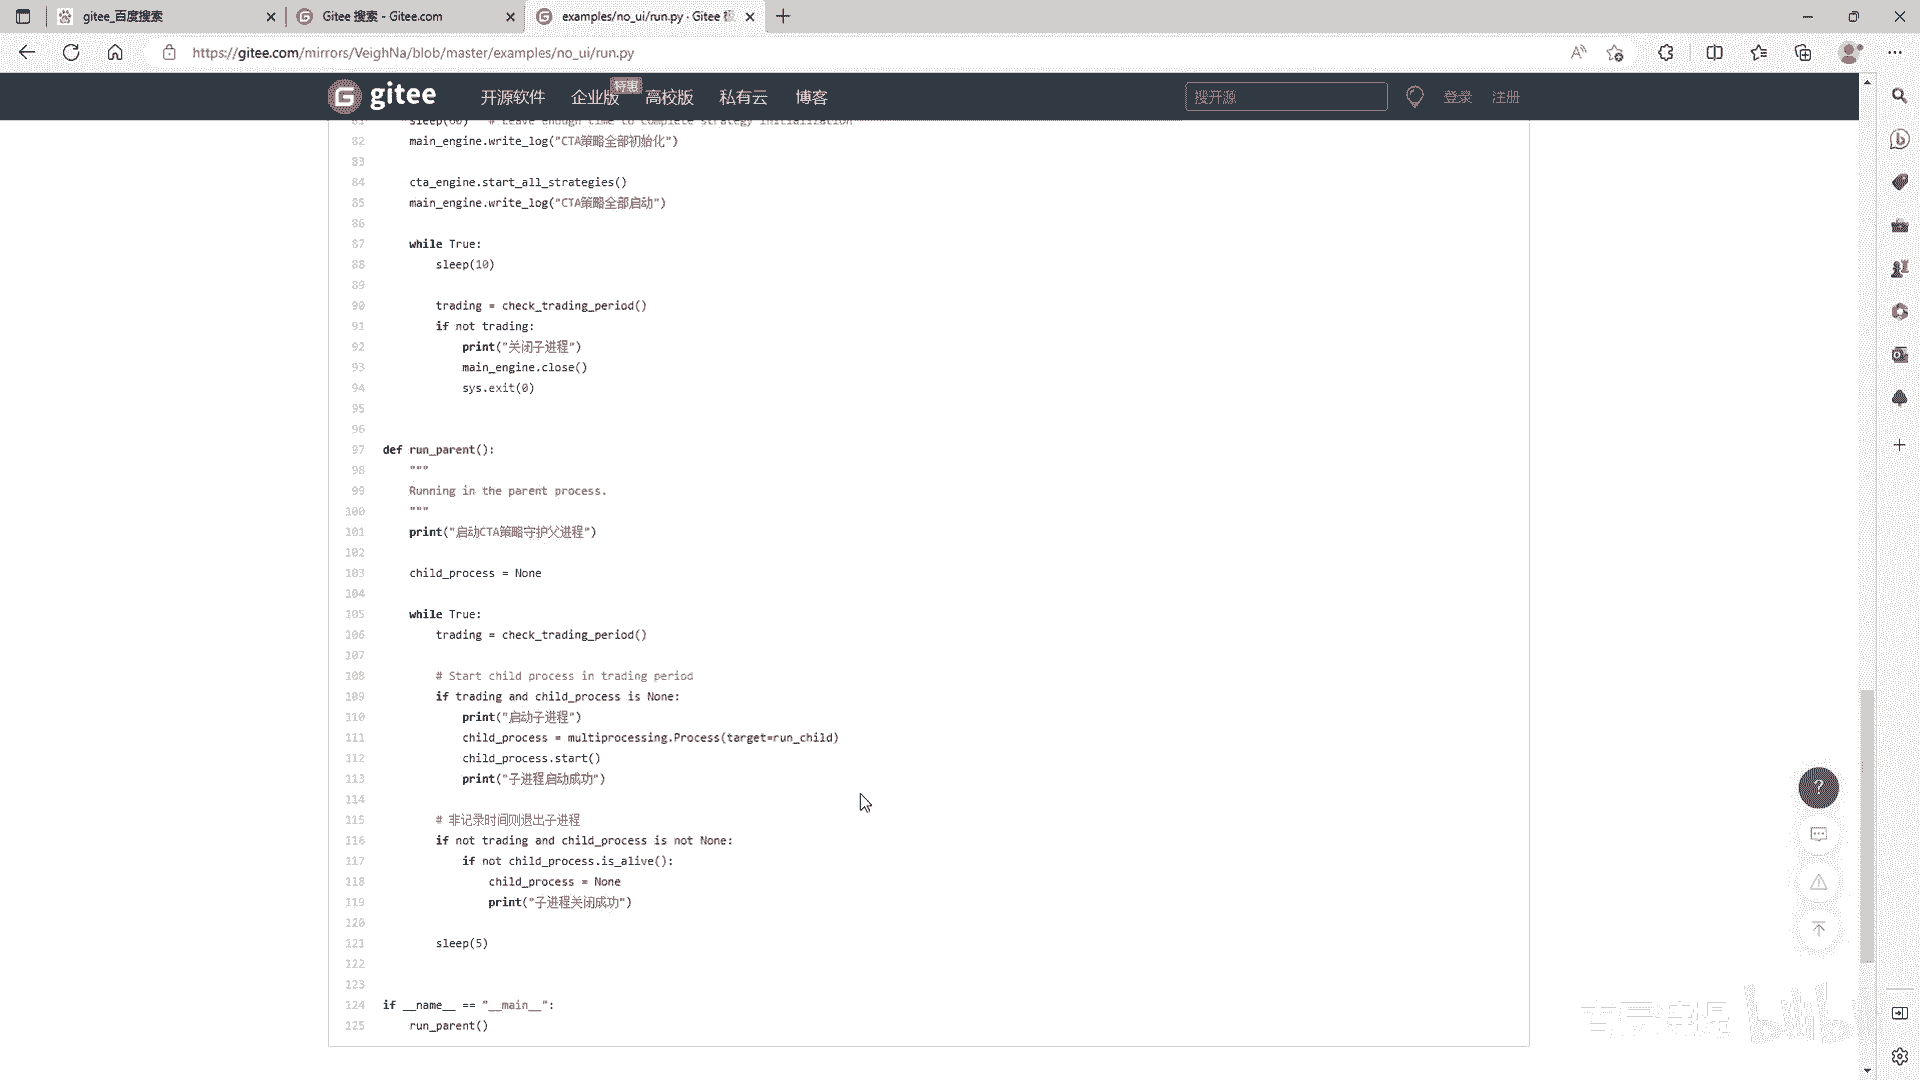 gitee_百度搜索
Gitee 搜索 - Gitee.com
examples/no_ui/run.py · Gitee 极
https://gitee.com/mirrors/VeighNa/blob/master/examples/no_ui/run.py
gitee
开源软件
企业版
特惠
高校版
私有云
博客
搜开源
登录
注册
81 sleep(60) # Leave enough time to complete strategy initialization
82 main_engine.write_log("CTA策略全部初始化")
83
84 cta_engine.start_all_strategies()
85 main_engine.write_log("CTA策略全部启动")
86
87 while True:
88 sleep(10)
89
90 trading = check_trading_period()
91 if not trading:
92 print("关闭子进程")
93 main_engine.close()
94 sys.exit(0)
95
96
97 def run_parent():
98 """
99 Running in the parent process.
100 """
101 print("启动CTA策略守护父进程")
102
103 child_process = None
104
105 while True:
106 trading = check_trading_period()
107
108 # Start child process in trading period
109 if trading and child_process is None:
110 print("启动子进程")
111 child_process = multiprocessing.Process(target=run_child)
112 child_process.start()
113 print("子进程启动成功")
114
115 # 非记录时间则退出子进程
116 if not trading and child_process is not None:
117 if not child_process.is_alive():
118 child_process = None
119 print("子进程关闭成功")
120
121 sleep(5)
122
123
124 if __name__ == "__main__":
125 run_parent()
bilibili